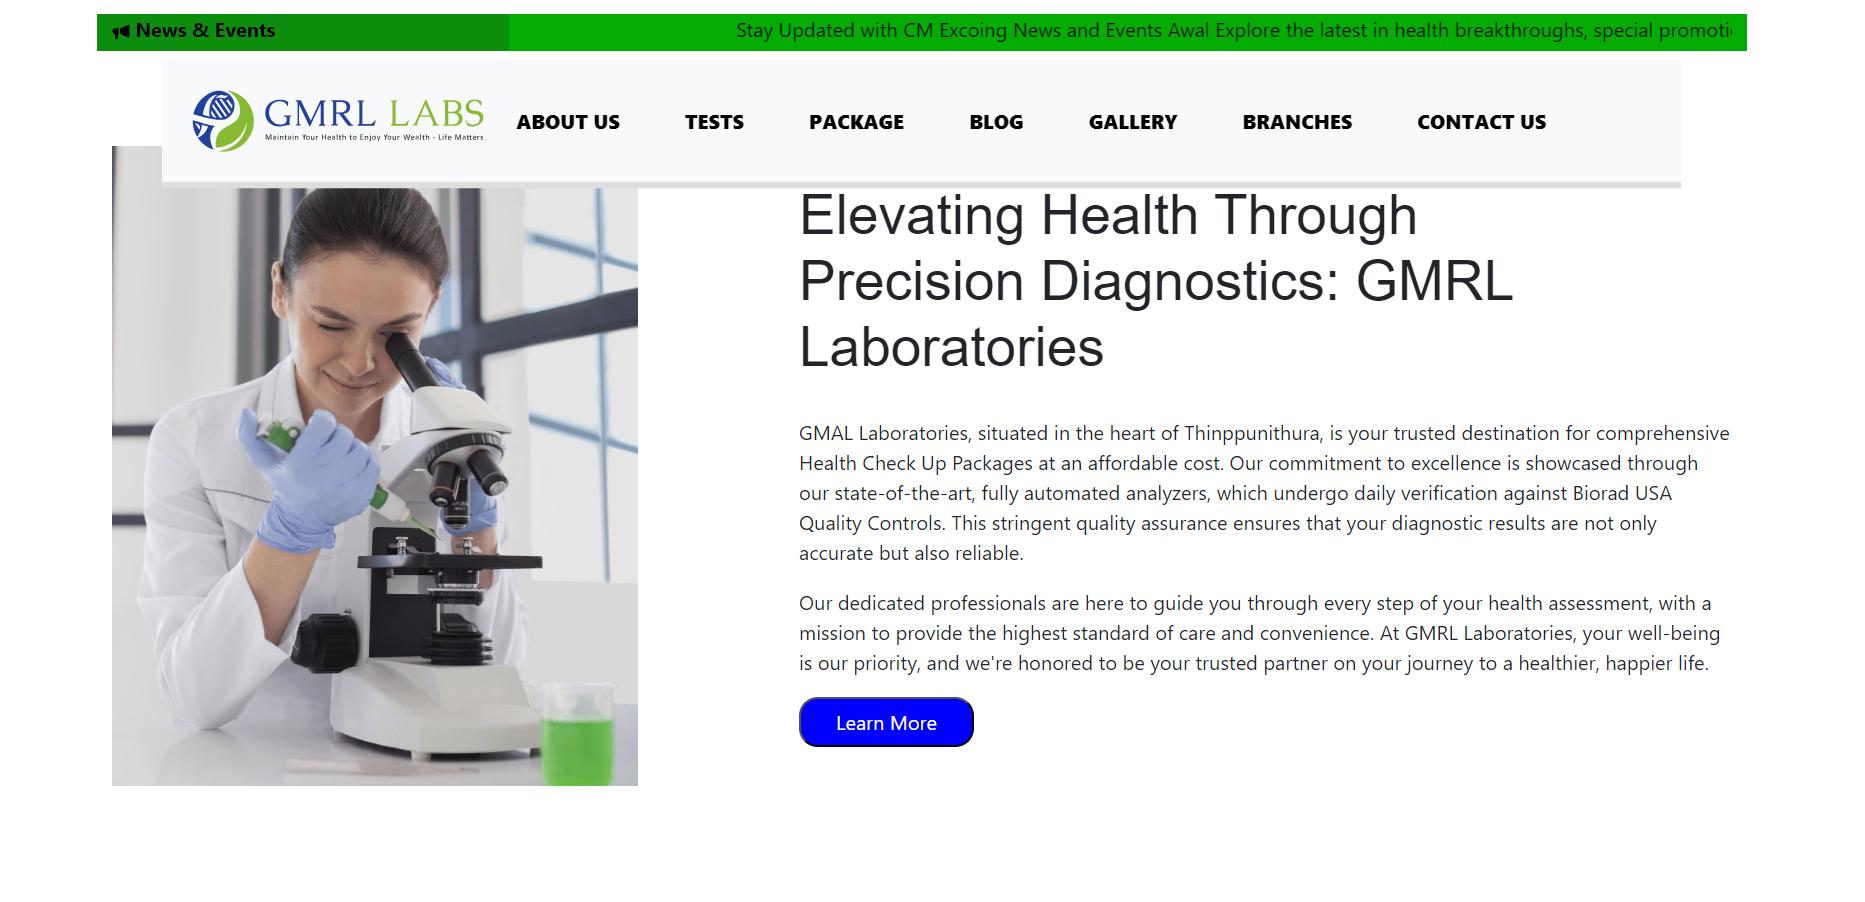 News & Events
Stay Updated with CM Excoing News and Events Awal Explore the latest in health breakthroughs, special promoti
GMRL LABS
Maintain Your Health to Enjoy Your Wealth - Life Matters
ABOUT US TESTS PACKAGE BLOG GALLERY BRANCHES CONTACT US
Elevating Health Through
Precision Diagnostics: GMRL
Laboratories
GMAL Laboratories, situated in the heart of Thinppunithura, is your trusted destination for comprehensive
Health Check Up Packages at an affordable cost. Our commitment to excellence is showcased through
our state-of-the-art, fully automated analyzers, which undergo daily verification against Biorad USA
Quality Controls. This stringent quality assurance ensures that your diagnostic results are not only
accurate but also reliable.
Our dedicated professionals are here to guide you through every step of your health assessment, with a
mission to provide the highest standard of care and convenience. At GMRL Laboratories, your well-being
is our priority, and we're honored to be your trusted partner on your journey to a healthier, happier life.
Learn More